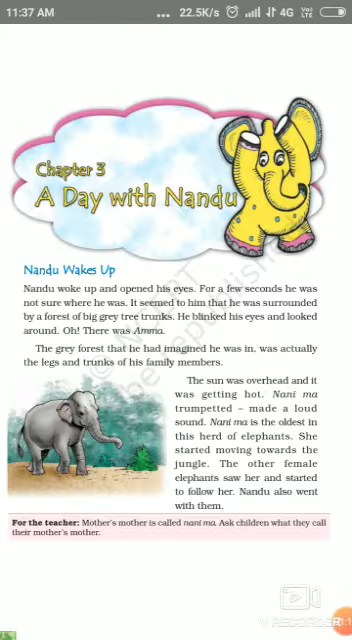 11:37 AM
... 22.5K/s 4G VoLTE
Chapter 3
A Day with Nandu
Nandu Wakes Up
Nandu woke up and opened his eyes. For a few seconds he was
not sure where he was. It seemed to him that he was surrounded
by a forest of big grey tree trunks. He blinked his eyes and looked
around. Oh! There was Amma.
The grey forest that he had imagined he was in, was actually
the legs and trunks of his family members.
The sun was overhead and it
was getting hot. Nani ma
trumpetted – made a loud
sound. Nani ma is the oldest in
this herd of elephants. She
started moving towards the
jungle. The other female
elephants saw her and started
to follow her. Nandu also went
with them.
For the teacher: Mother's mother is called nani ma. Ask children what they call
their mother's mother.